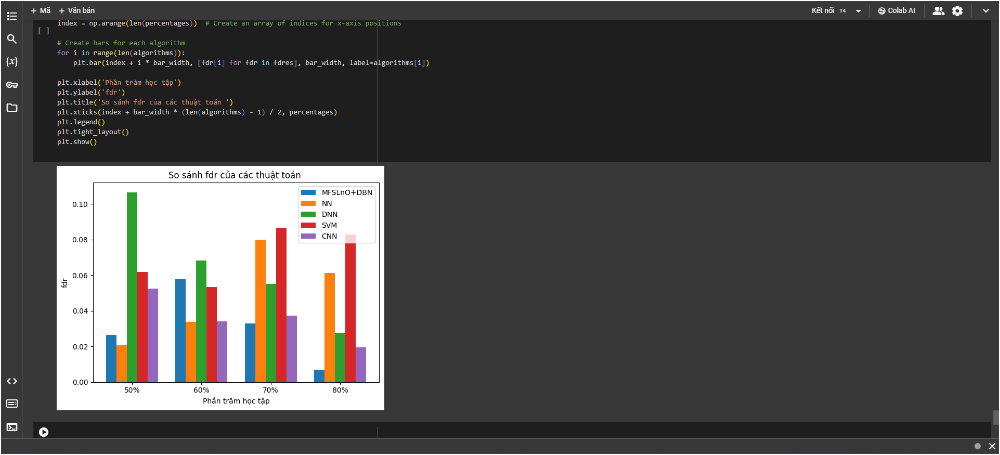 + Mã + Văn bản
Kết nối T4
Colab AI
index = np.arange(len(percentages))  # Create an array of indices for x-axis positions
[ ]
# Create bars for each algorithm
for i in range(len(algorithms)):
    plt.bar(index + i * bar_width, [fdr[i] for fdr in fdres], bar_width, label=algorithms[i])
plt.xlabel('Phần trăm học tập')
plt.ylabel('fdr')
plt.title('So sánh fdr của các thuật toán ')
plt.xticks(index + bar_width * (len(algorithms) - 1) / 2, percentages)
plt.legend()
plt.tight_layout()
plt.show()
{x}
So sánh fdr của các thuật toán
MFSLnO+DBN
NN
DNN
SVM
CNN
0.10
0.08
0.06
0.04
0.02
0.00
fdr
50% 60% 70% 80%
Phần trăm học tập